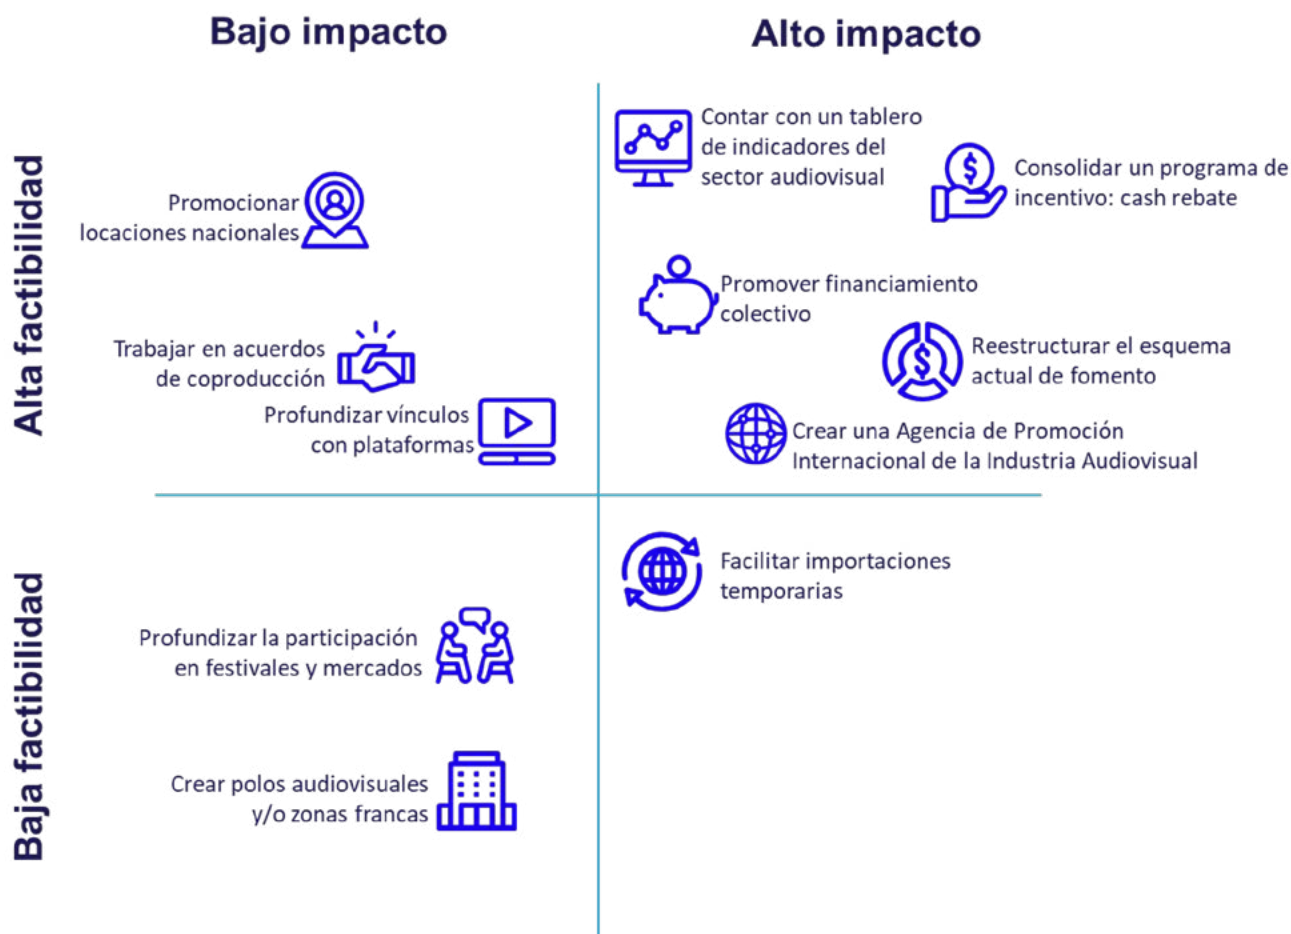 Bajo impacto
Alto impacto
Alta factibilidad
Promocionar
locaciones nacionales
Trabajar en acuerdos
de coproducción
Profundizar vínculos
con plataformas
Contar con un tablero
de indicadores del
sector audiovisual
Consolidar un programa de
incentivo: cash rebate
Promover financiamiento
colectivo
Reestructurar el esquema
actual de fomento
Crear una Agencia de Promoción
Internacional de la Industria Audiovisual
Baja factibilidad
Profundizar la participación
en festivales y mercados
Crear polos audiovisuales
y/o zonas francas
Facilitar importaciones
temporarias